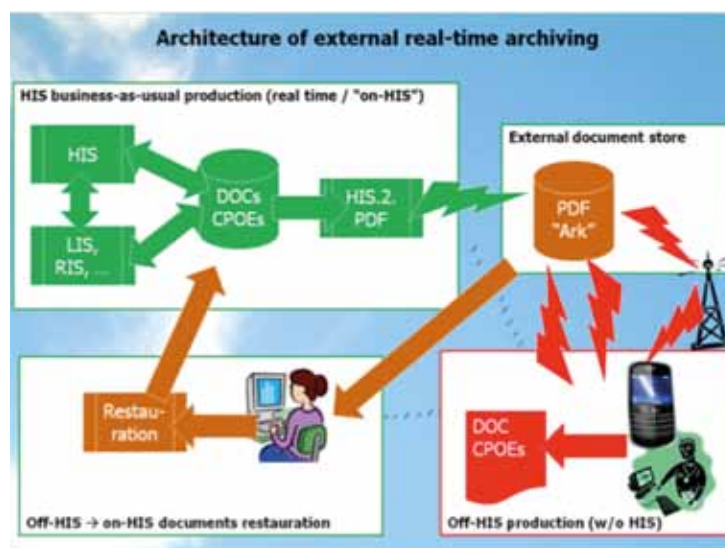 Architecture of external real-time archiving
HIS business-as-usual production (real time / "on-HIS")
HIS
DOCs
CPOEs
HIS.2.
PDF
LIS,
RIS, ...
External document store
PDF
"Ark"
Restau-
ration
Off-HIS → on-HIS documents restauration
DOC
CPOEs
Off-HIS production (w/o HIS)